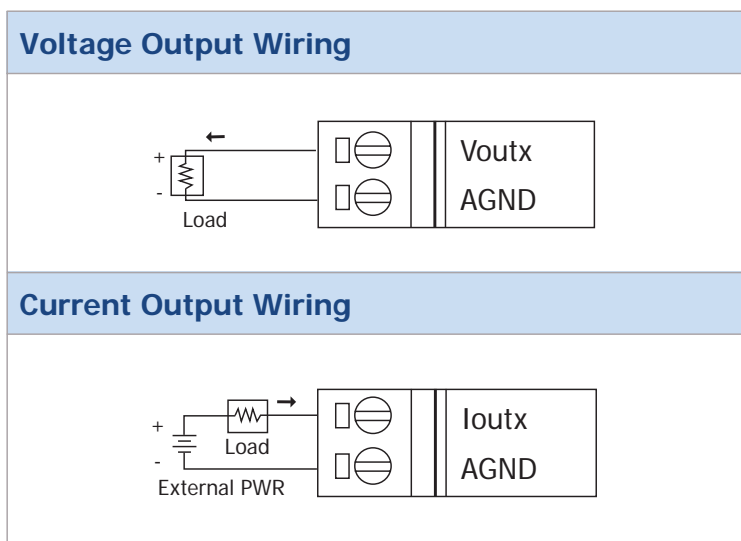 Voltage Output Wiring
+
-
Load
Voutx
AGND
Current Output Wiring
+
-
Load
External PWR
Ioutx
AGND